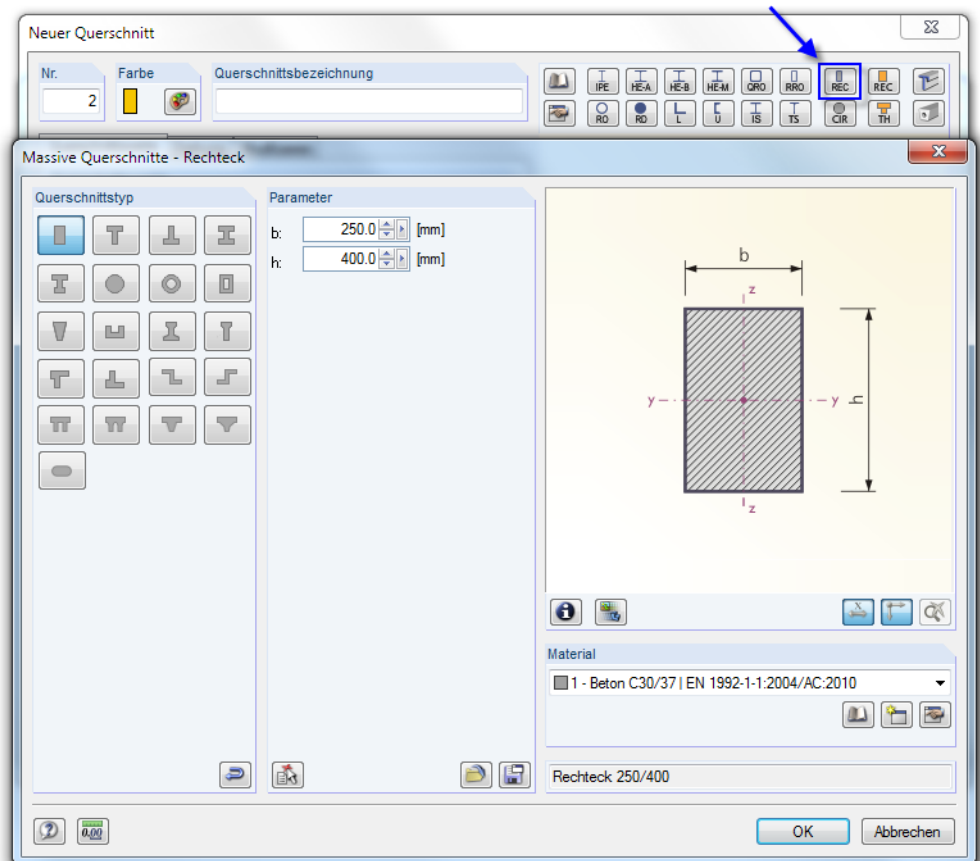 Neuer Querschnitt
Nr.
Farbe
Querschnittsbezeichnung
2
IPE HE-A HE-B HE-M QRO RRO REC REC
RO RD L U IS TS CIR TH
Massive Querschnitte - Rechteck
Querschnittstyp
Parameter
b: 250.0 [mm]
h: 400.0 [mm]
b
z
y
y
h
z
Material
1 - Beton C30/37 | EN 1992-1-1:2004/AC:2010
Rechteck 250/400
0.00
OK
Abbrechen